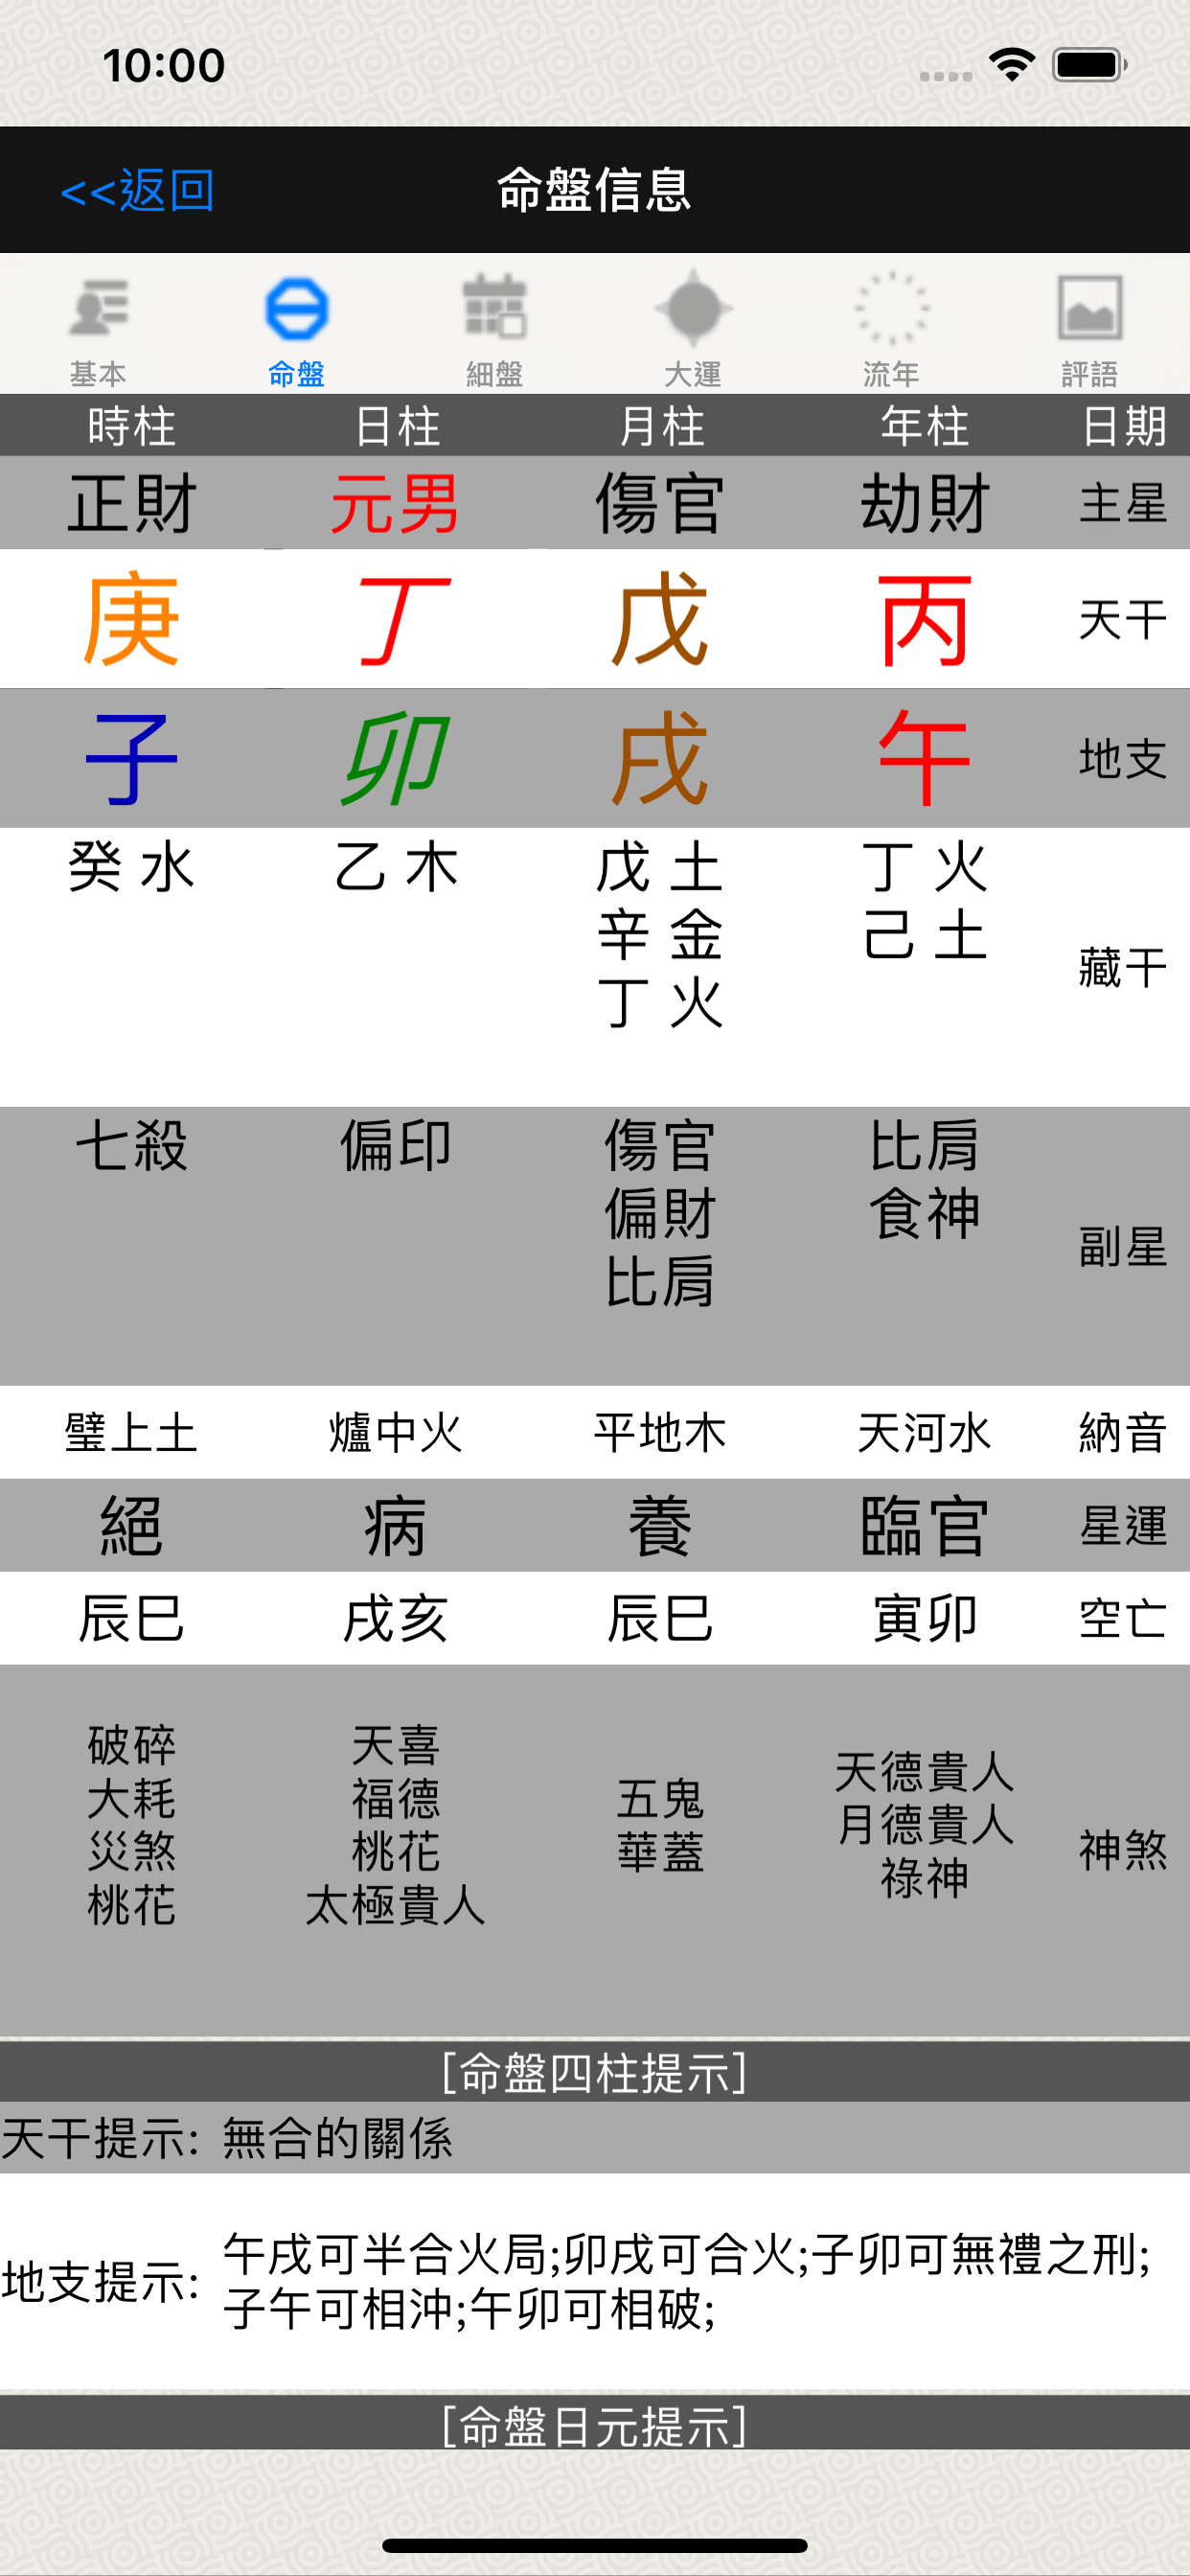 10:00
<<返回 命盤信息
基本 命盤 細盤 大運 流年 評語
時柱 日柱 月柱 年柱 日期
正財 元男 傷官 劫財 主星
庚 丁 戊 丙 天干
子 卯 戌 午 地支
癸 水 乙 木 戊 土 丁 火
辛 金 己 土
丁 火
藏干
七殺 偏印 傷官 比肩
偏財 食神
比肩
副星
璧上土 爐中火 平地木 天河水 納音
絕 病 養 臨官 星運
辰巳 戌亥 辰巳 寅卯 空亡
破碎
大耗
災煞
桃花
天喜
福德
桃花
太極貴人
五鬼
華蓋
天德貴人
月德貴人
祿神
神煞
[命盤四柱提示]
天干提示: 無合的關係
地支提示: 午戌可半合火局;卯戌可合火;子卯可無禮之刑;
子午可相沖;午卯可相破;
[命盤日元提示]